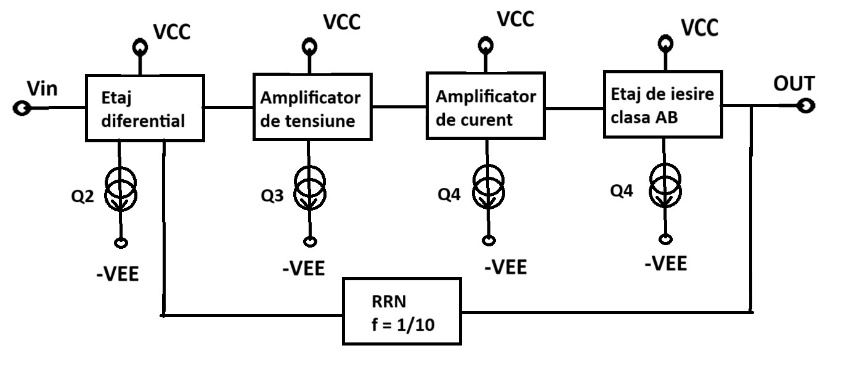 VCC
VCC
VCC
VCC
Vin
Etaj
diferential
Amplificator
de tensiune
Amplificator
de curent
Etaj de iesire
clasa AB
OUT
Q2
Q3
Q4
Q4
-VEE
-VEE
-VEE
-VEE
RRN
f = 1/10